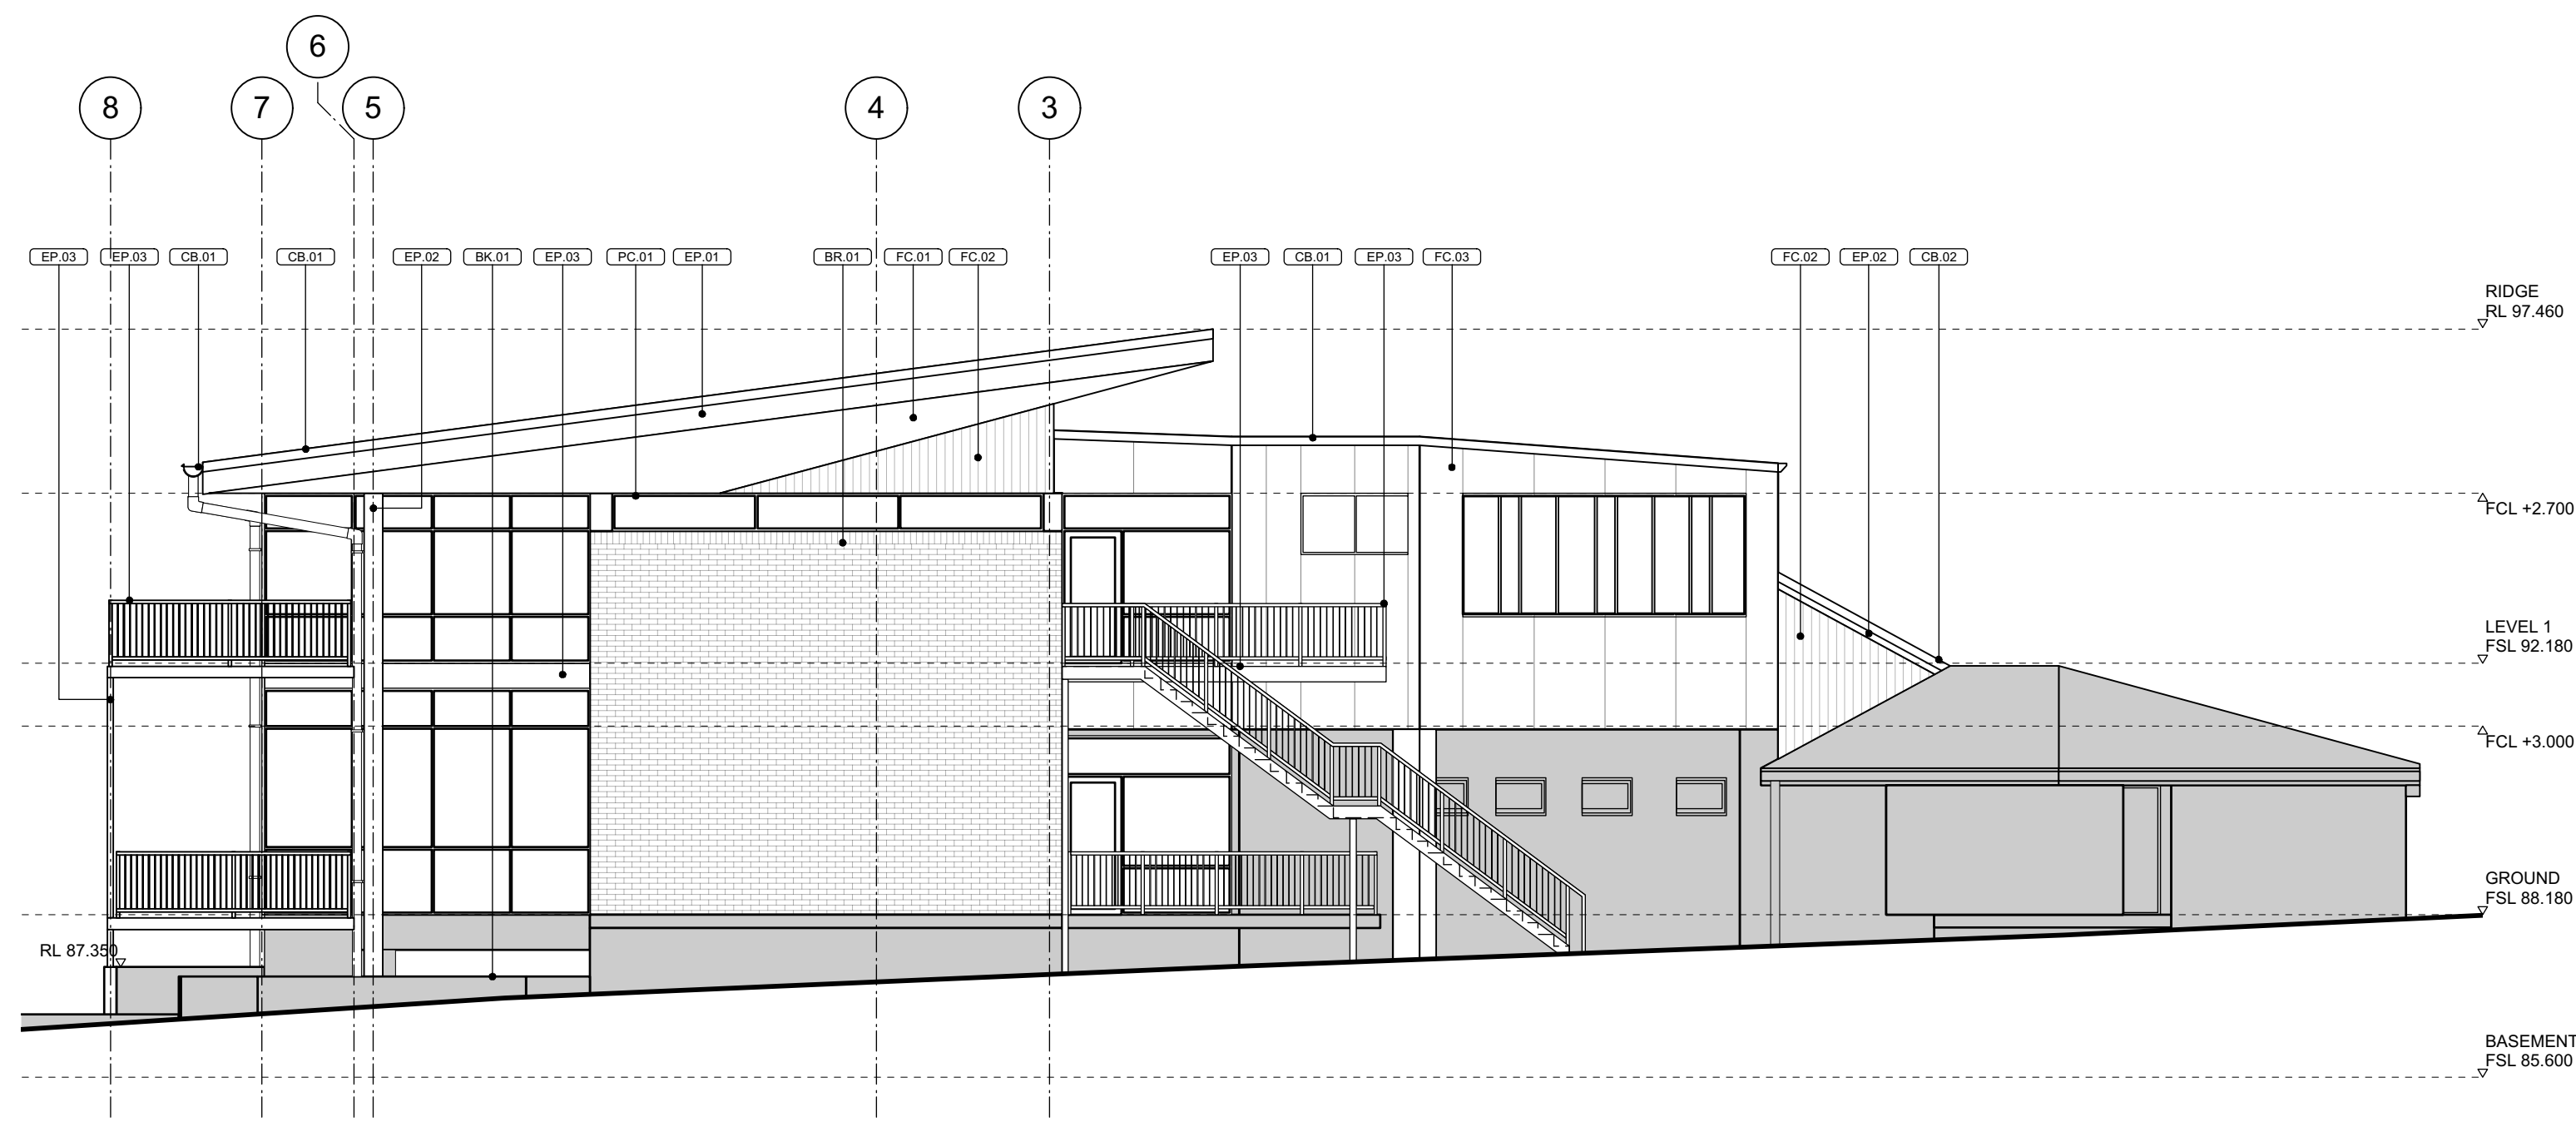 6
8
7
5
4
3
EP.03
EP.03
CB.01
CB.01
EP.02
BK.01
EP.03
PC.01
EP.01
BR.01
FC.01
FC.02
EP.03
CB.01
EP.03
FC.03
FC.02
EP.02
CB.02
RIDGE
RL 97.460
FCL +2.700
LEVEL 1
FSL 92.180
FCL +3.000
GROUND
FSL 88.180
RL 87.350
BASEMENT
FSL 85.600